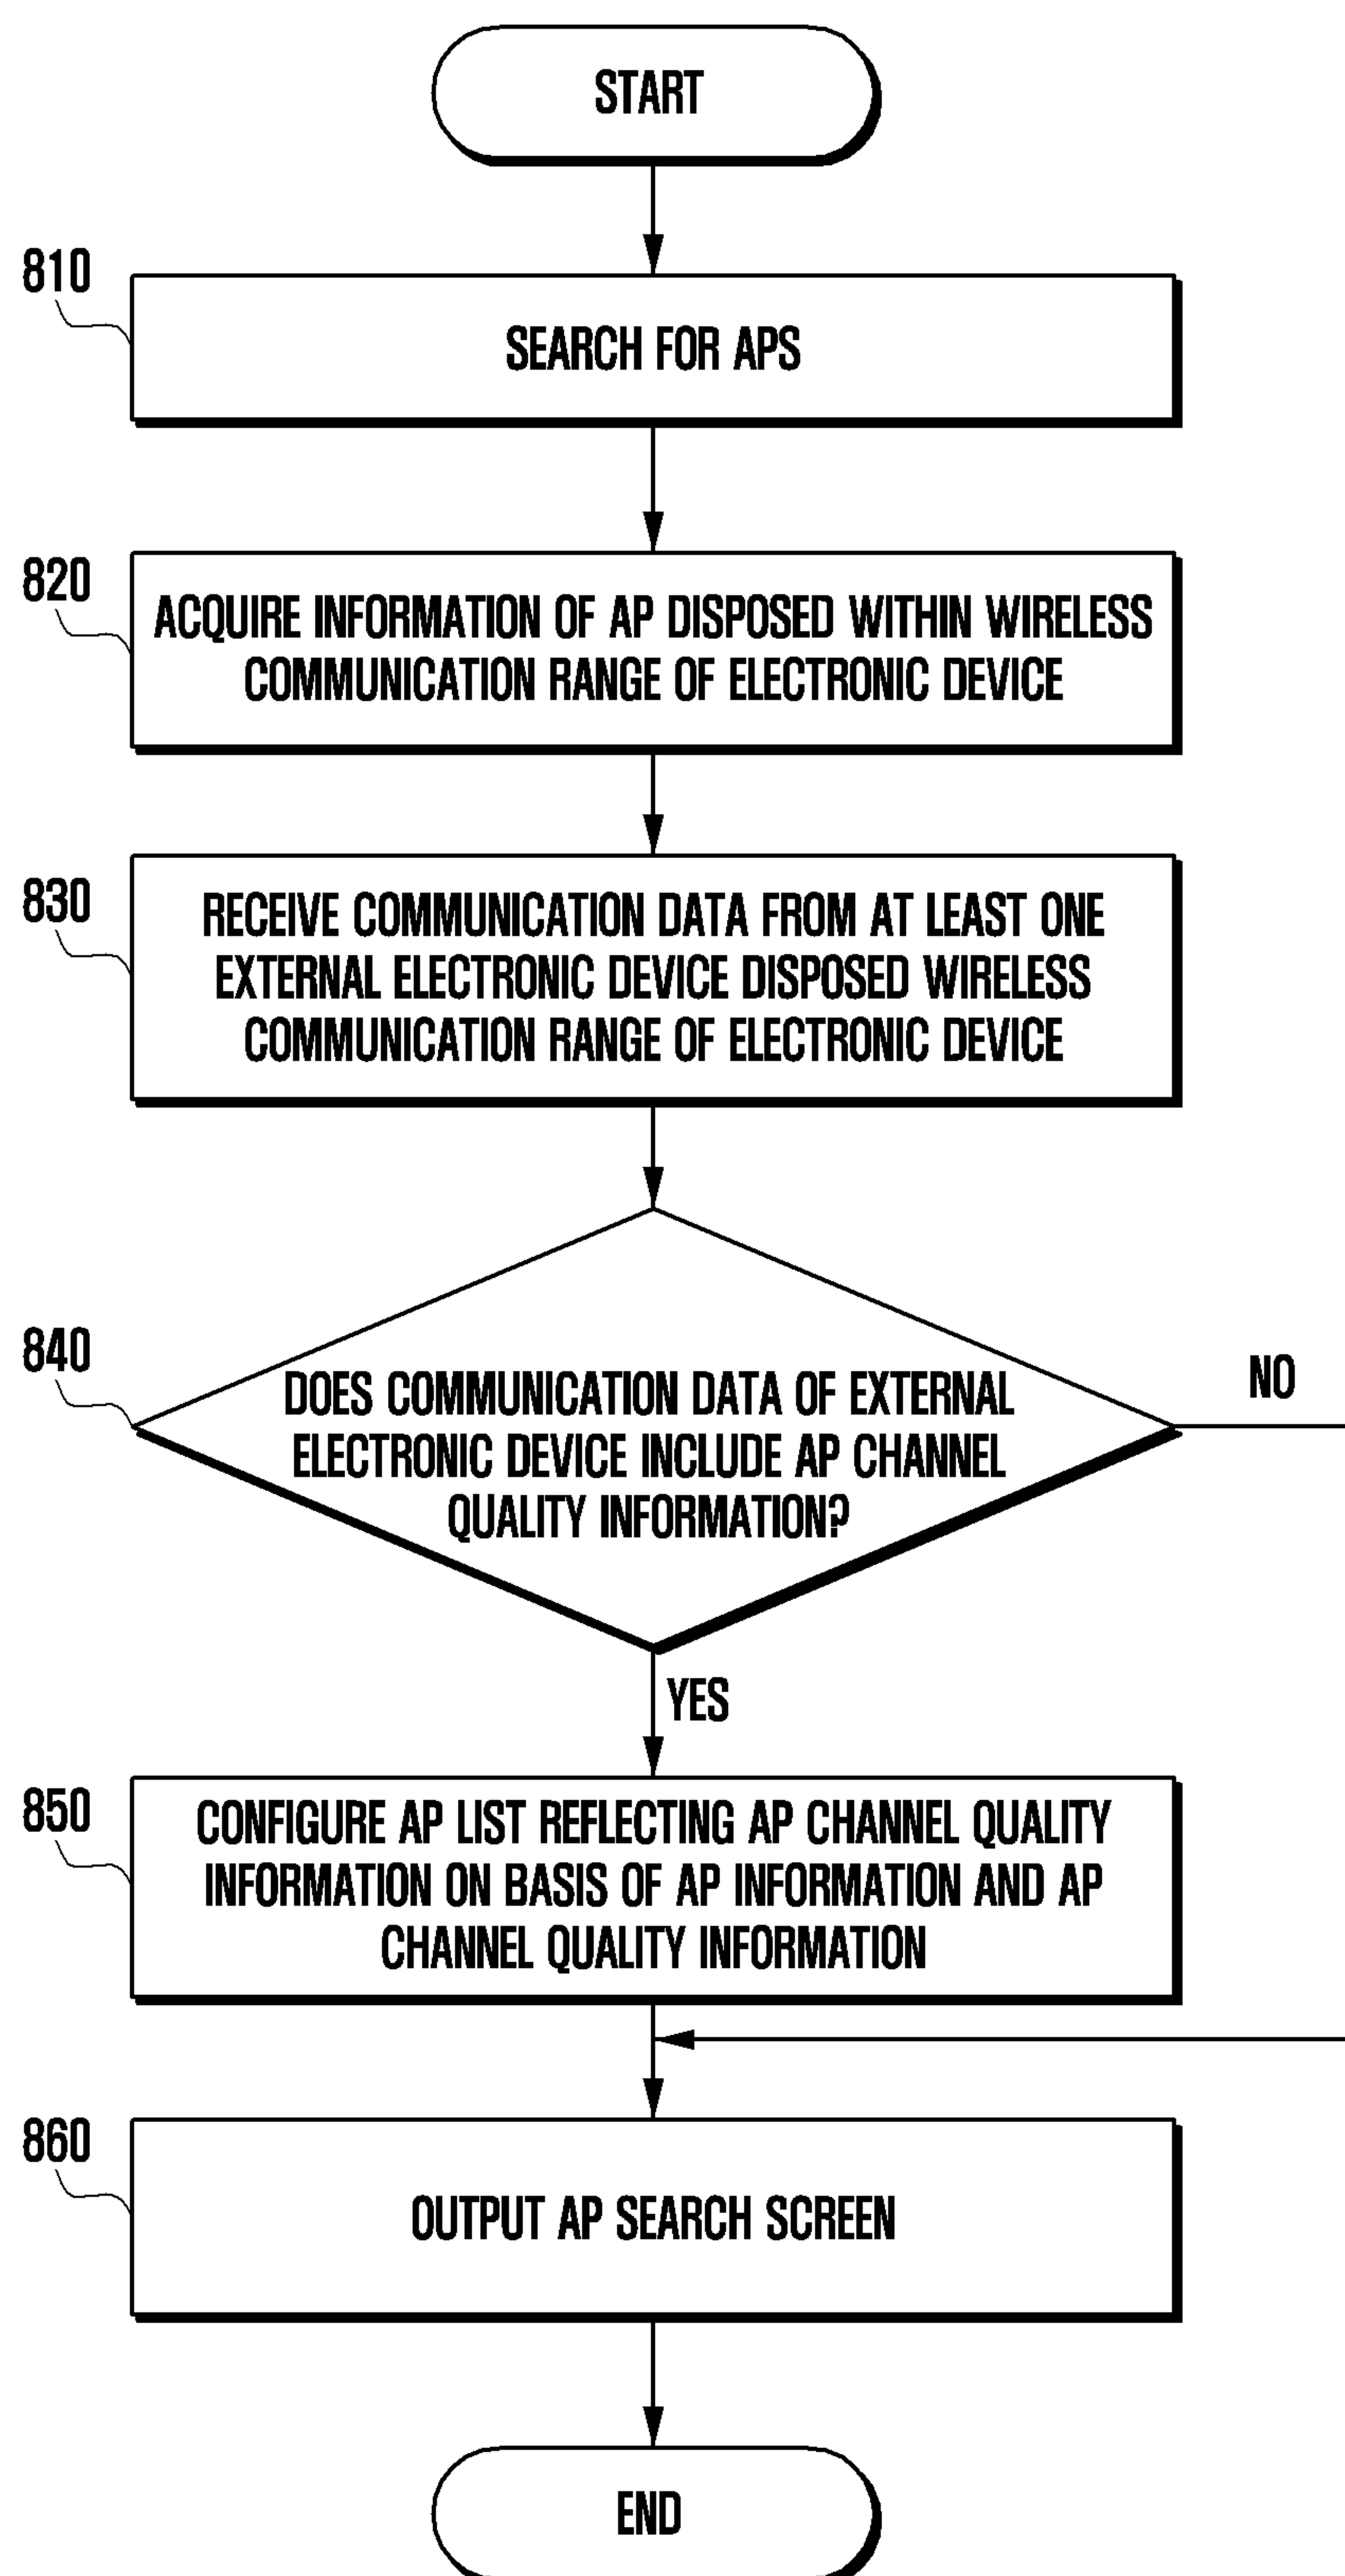 START
810
SEARCH FOR APS
820
ACQUIRE INFORMATION OF AP DISPOSED WITHIN WIRELESS
COMMUNICATION RANGE OF ELECTRONIC DEVICE
830
RECEIVE COMMUNICATION DATA FROM AT LEAST ONE
EXTERNAL ELECTRONIC DEVICE DISPOSED WIRELESS
COMMUNICATION RANGE OF ELECTRONIC DEVICE
840
DOES COMMUNICATION DATA OF EXTERNAL
ELECTRONIC DEVICE INCLUDE AP CHANNEL
QUALITY INFORMATION?
NO
YES
850
CONFIGURE AP LIST REFLECTING AP CHANNEL QUALITY
INFORMATION ON BASIS OF AP INFORMATION AND AP
CHANNEL QUALITY INFORMATION
860
OUTPUT AP SEARCH SCREEN
END